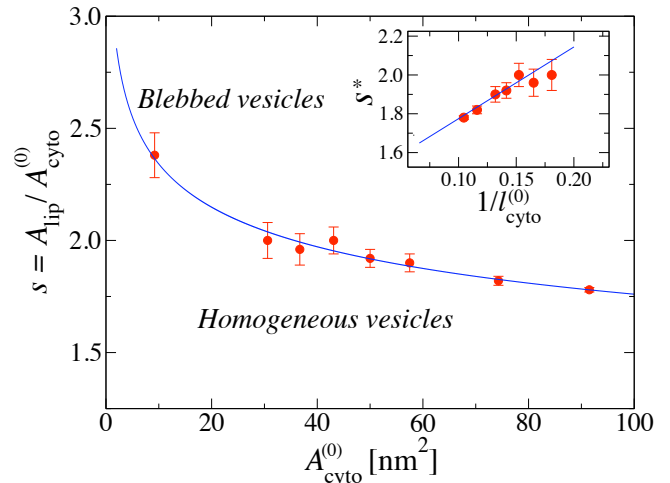 3.0
2.5
2.0
1.5
0
20
40
60
80
100
s = A_lip / A_cyto^(0)
A_cyto^(0) [nm^2]
Blebbed vesicles
Homogeneous vesicles
2.2
2.0
1.8
1.6
0.10
0.15
0.20
s*
1/l_cyto^(0)